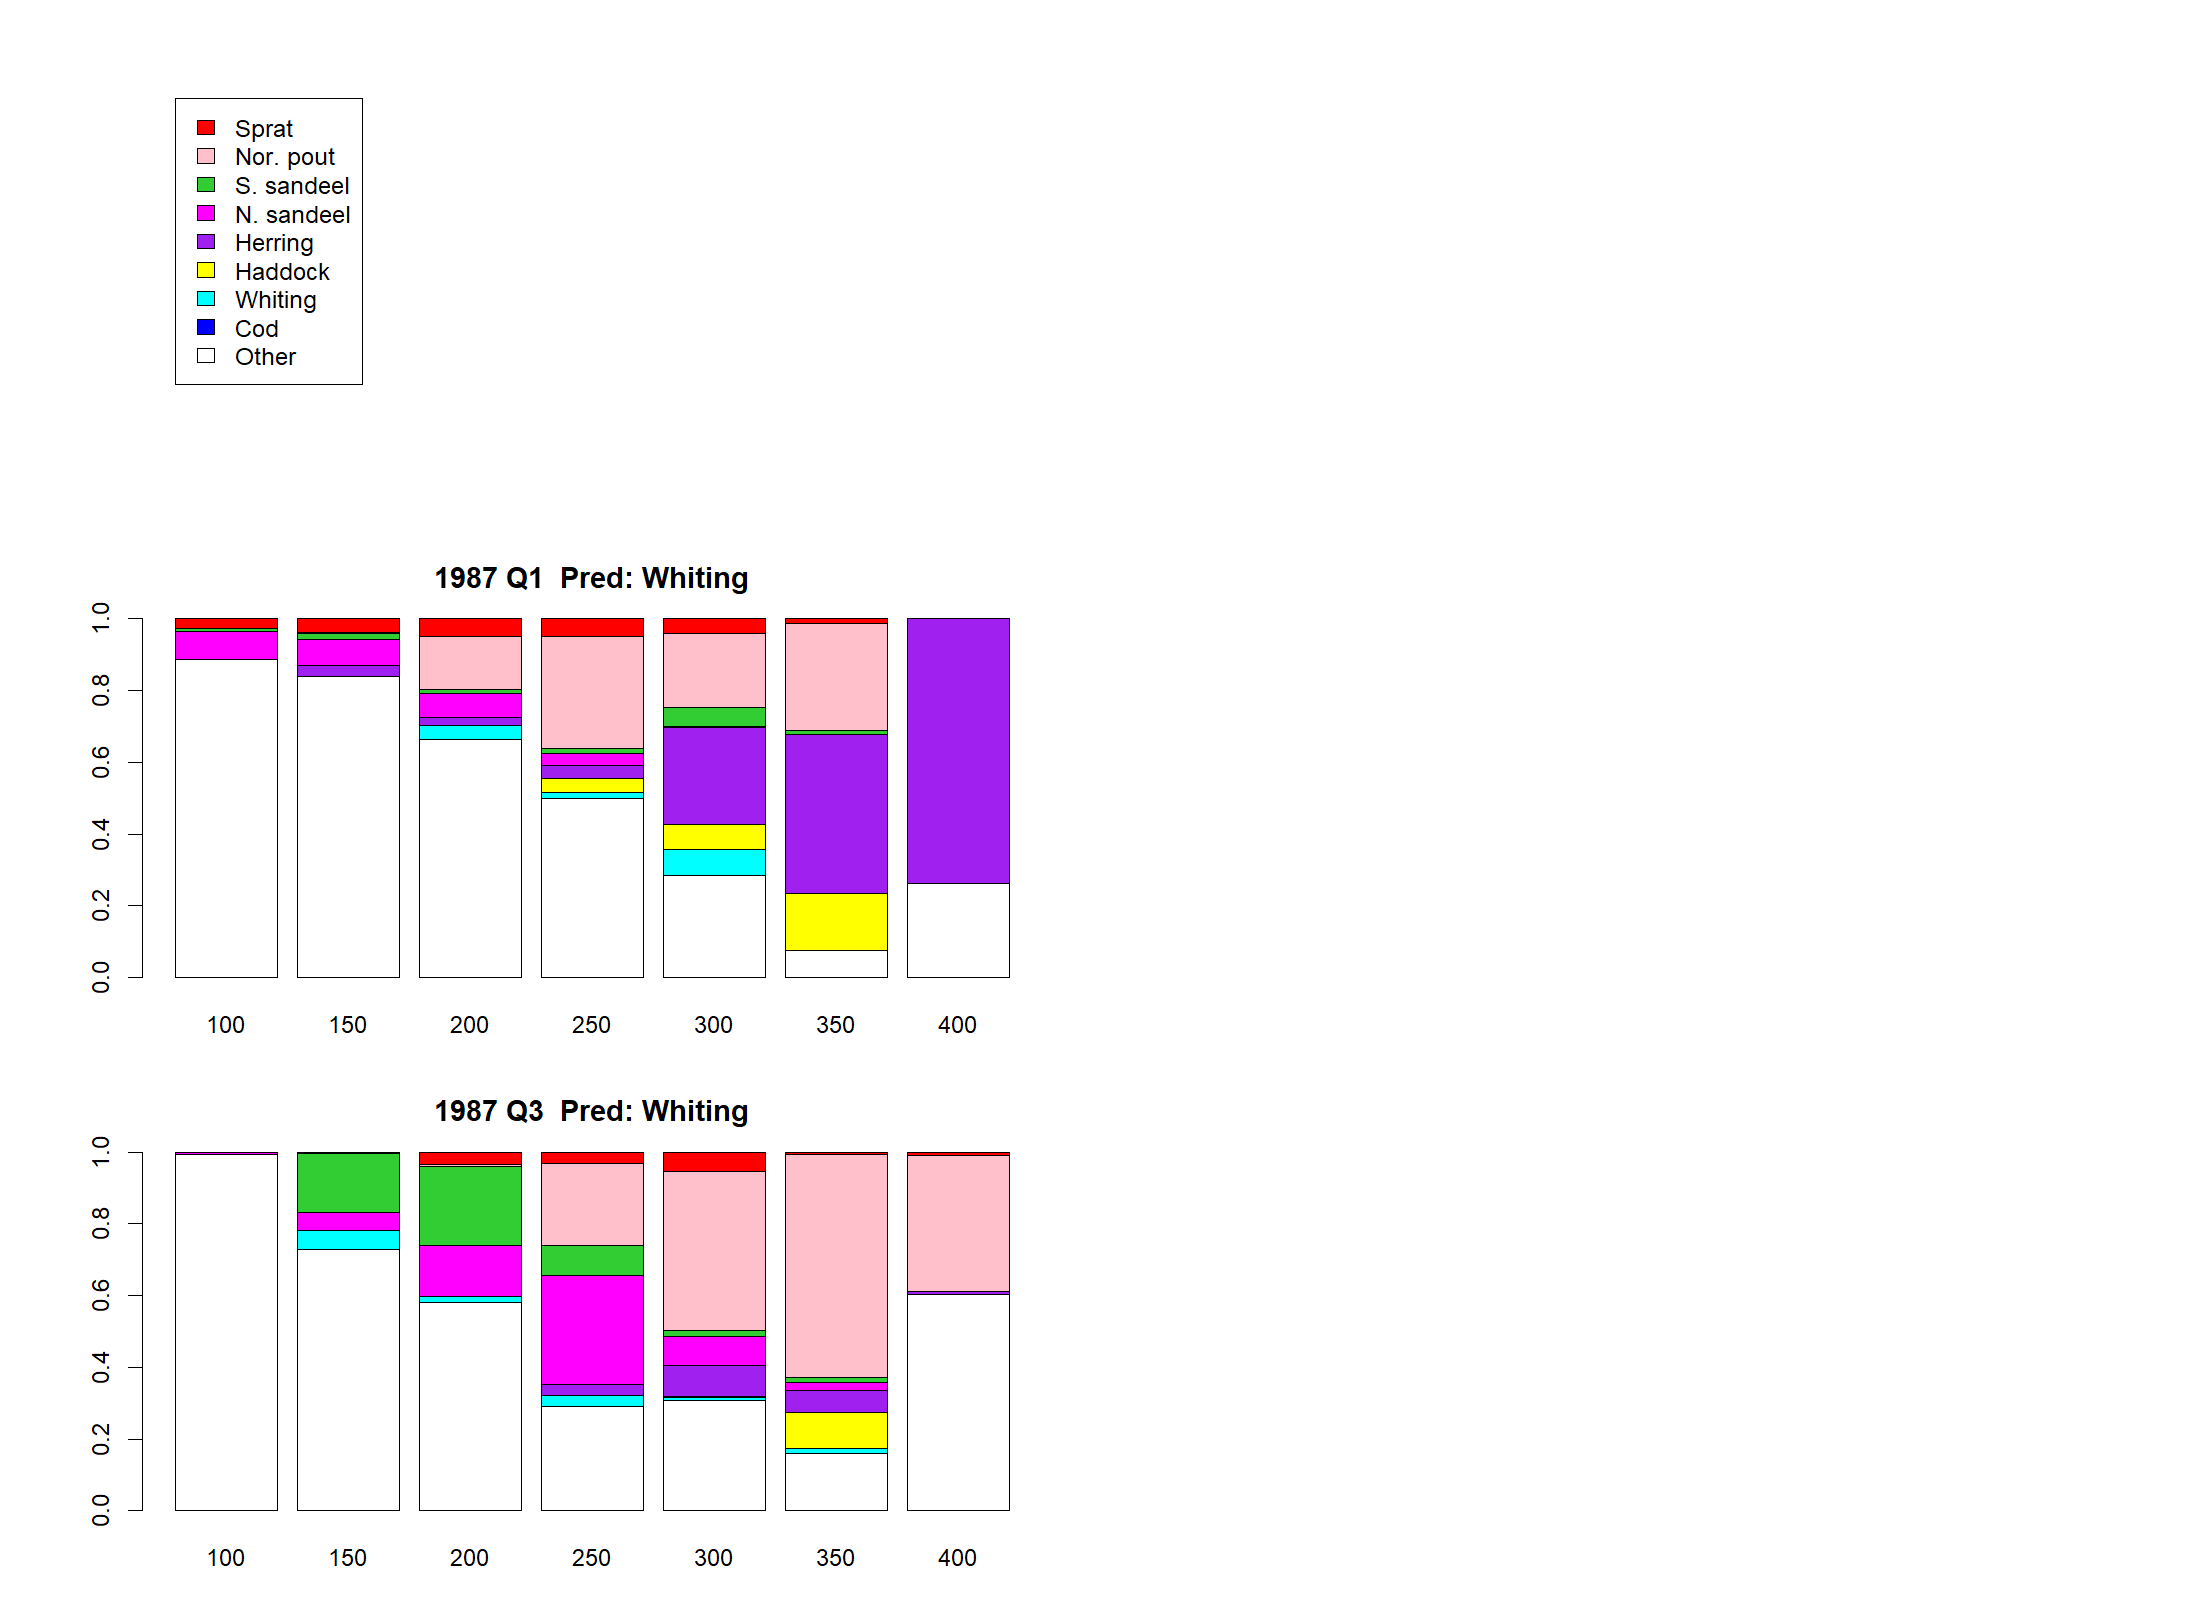 Sprat
Nor. pout
S. sandeel
N. sandeel
Herring
Haddock
Whiting
Cod
Other
1987 Q1  Pred: Whiting
1.0
0.8
0.6
0.4
0.2
0.0
100 150 200 250 300 350 400
1987 Q3  Pred: Whiting
1.0
0.8
0.6
0.4
0.2
0.0
100 150 200 250 300 350 400